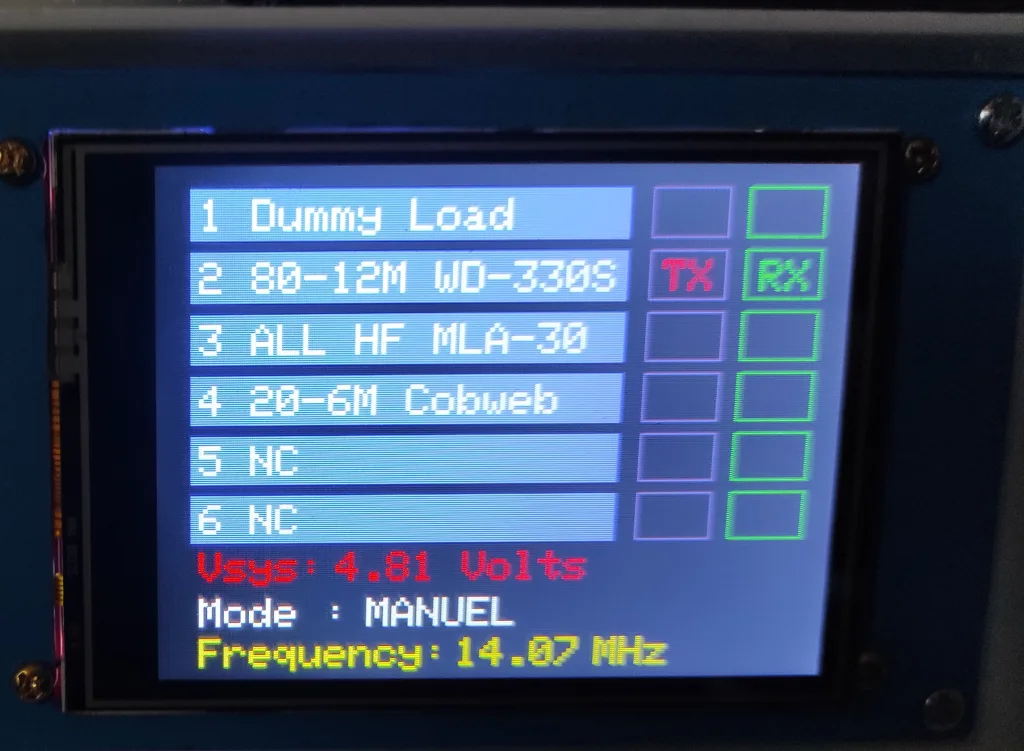 1 Dummy Load
2 80-12M WD-330S TX RX
3 ALL HF MLA-30
4 20-6M Cobweb
5 NC
6 NC
Vsys: 4.81 Volts
Mode : MANUEL
Frequency: 14.07 MHz